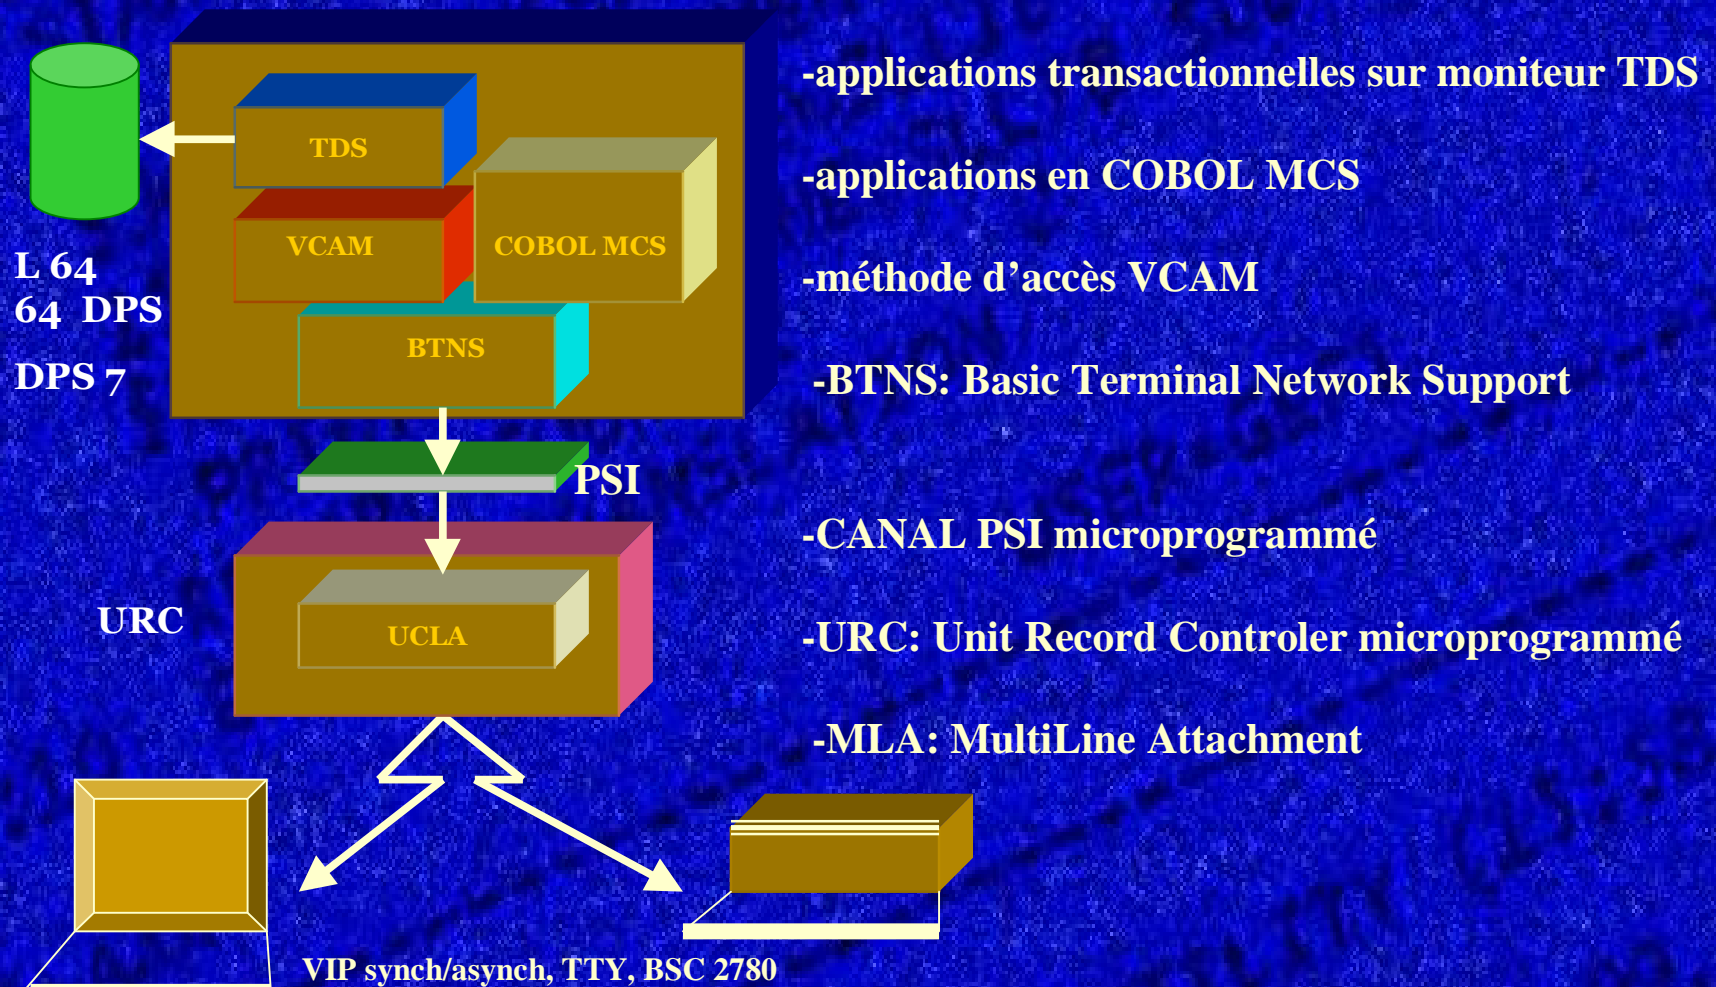 -applications transactionnelles sur moniteur TDS
TDS
-applications en COBOL MCS
VCAM
COBOL MCS
L 64
-méthode d'accès VCAM
64 DPS
BTNS
DPS 7
-BTNS: Basic Terminal Network Support
PSI
-CANAL PSI microprogrammé
URC
UCLA
-URC: Unit Record Controler microprogrammé
-MLA: MultiLine Attachment
VIP synch/asynch, TTY, BSC 2780